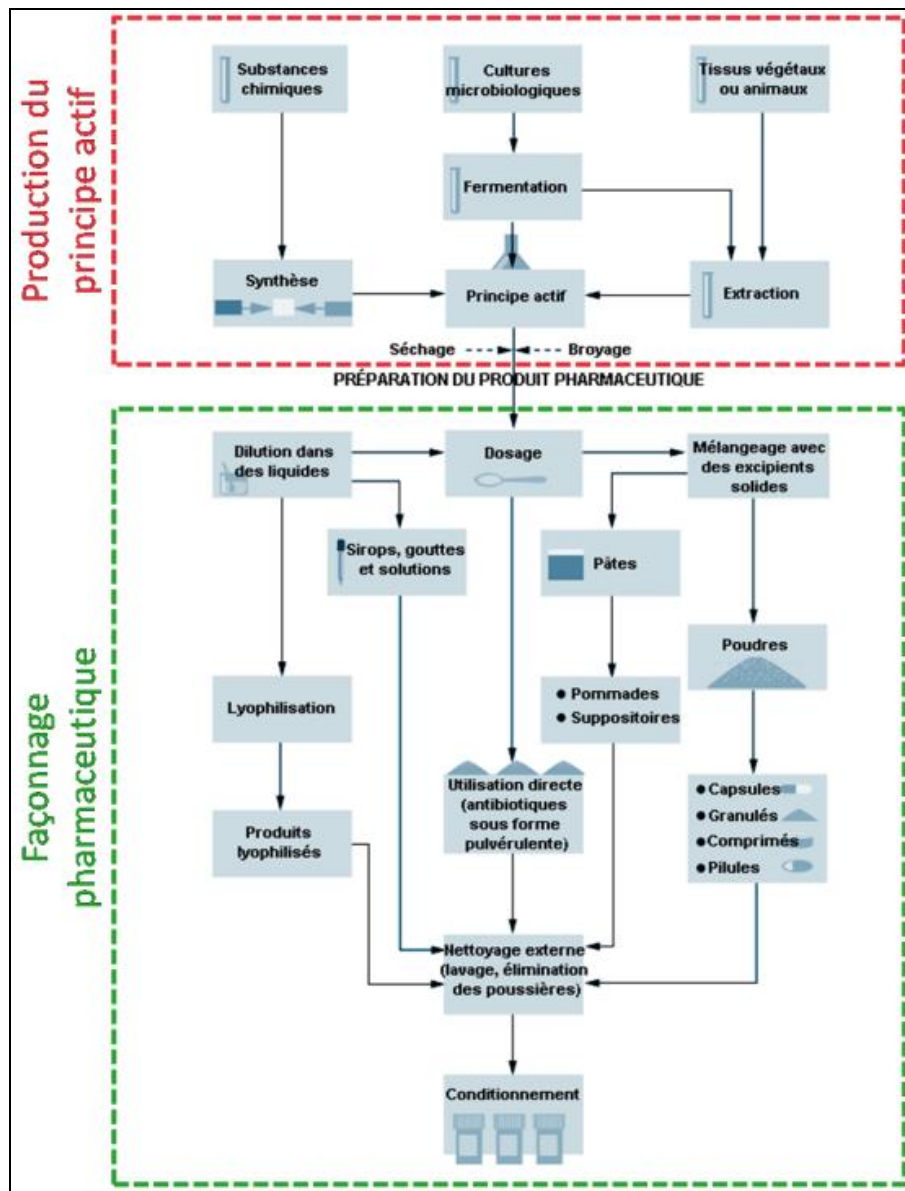 Production du
principe actif
Substances
chimiques
Cultures
microbiologiques
Tissus végétaux
ou animaux
Fermentation
Synthèse
Principe actif
Extraction
Séchage
Broyage
PRÉPARATION DU PRODUIT PHARMACEUTIQUE
Façonnage
pharmaceutique
Dilution dans
des liquides
Dosage
Mélangeage avec
des excipients
solides
Sirops, gouttes
et solutions
Pâtes
Poudres
Lyophilisation
● Pommades
● Suppositoires
Utilisation directe
(antibiotiques
sous forme
pulvérulente)
● Capsules
● Granulés
● Comprimés
● Pilules
Produits
lyophilisés
Nettoyage externe
(lavage, élimination
des poussières)
Conditionnement